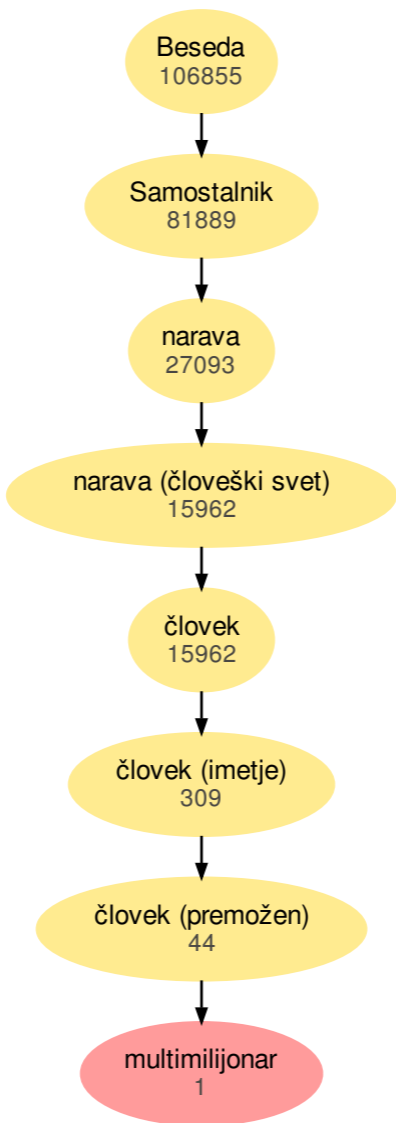 Beseda
106855
Samostalnik
81889
narava
27093
narava (človeški svet)
15962
človek
15962
človek (imetje)
309
človek (premožen)
44
multimilijonar
1